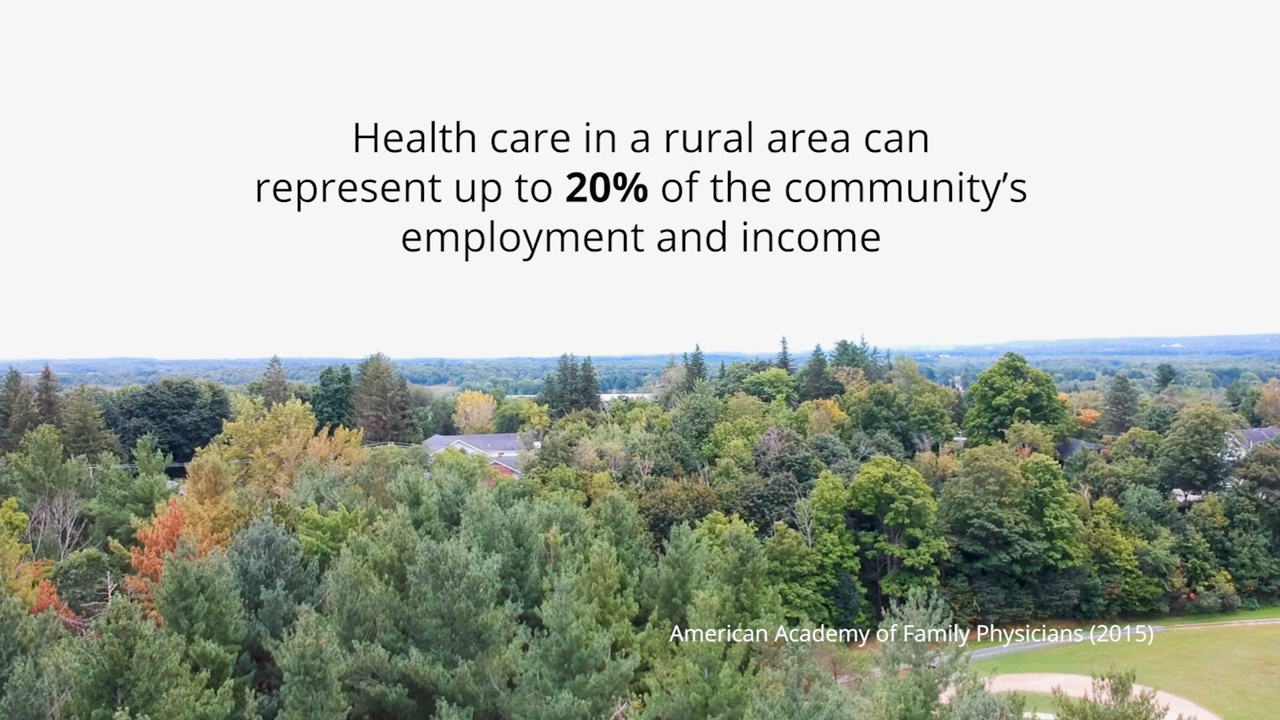 Health care in a rural area can
represent up to 20% of the community’s
employment and income
American Academy of Family Physicians (2015)